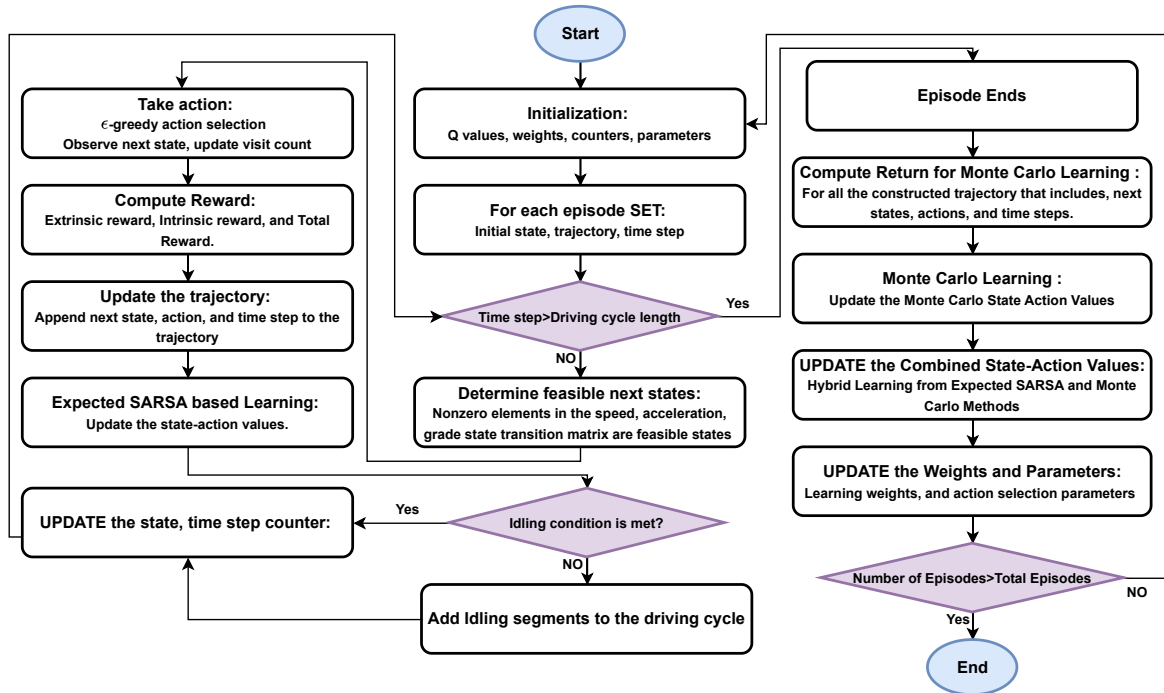 Start
Initialization:
Q values, weights, counters, parameters
For each episode SET:
Initial state, trajectory, time step
Time step>Driving cycle length
Yes
NO
Determine feasible next states:
Nonzero elements in the speed, acceleration,
grade state transition matrix are feasible states
Take action:
ϵ-greedy action selection
Observe next state, update visit count
Compute Reward:
Extrinsic reward, Intrinsic reward, and Total
Reward.
Update the trajectory:
Append next state, action, and time step to the
trajectory
Expected SARSA based Learning:
Update the state-action values.
Idling condition is met?
Yes
NO
UPDATE the state, time step counter:
Add Idling segments to the driving cycle
Episode Ends
Compute Return for Monte Carlo Learning :
For all the constructed trajectory that includes, next
states, actions, and time steps.
Monte Carlo Learning :
Update the Monte Carlo State Action Values
UPDATE the Combined State-Action Values:
Hybrid Learning from Expected SARSA and Monte
Carlo Methods
UPDATE the Weights and Parameters:
Learning weights, and action selection parameters
Number of Episodes>Total Episodes
NO
Yes
End